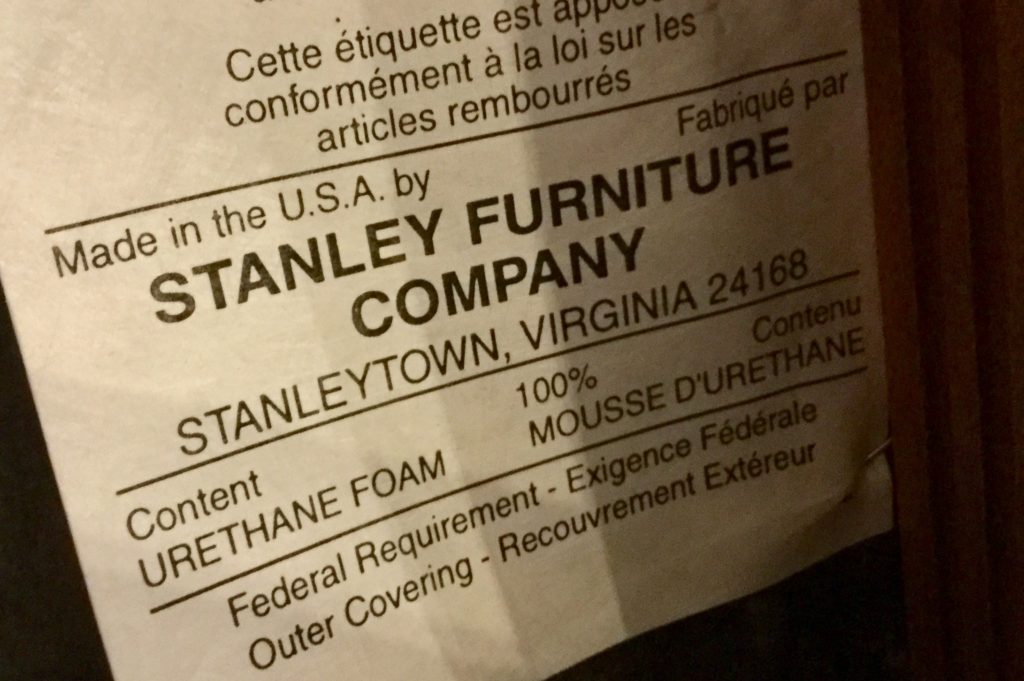 Cette étiquette est
conformément à la loi sur les
articles rembourrés
Made in the U.S.A. by Fabriqué par
STANLEY FURNITURE
COMPANY
STANLEYTOWN, VIRGINIA 24168
Content 100% Contenu
URETHANE FOAM MOUSSE D'URETHANE
Federal Requirement - Exigence Fédérale
Outer Covering - Recouvrement Extérieur